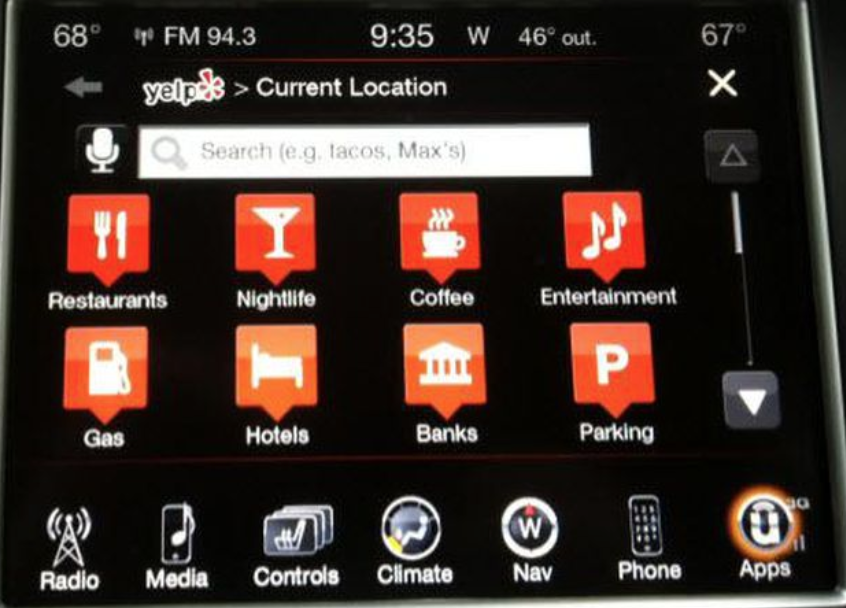 68° FM 94.3 9:35 W 46° out. 67°
yelp > Current Location
Search (e.g. tacos, Max's)
Restaurants Nightlife Coffee Entertainment
P
Gas Hotels Banks Parking
W
Radio Media Controls Climate Nav Phone Apps